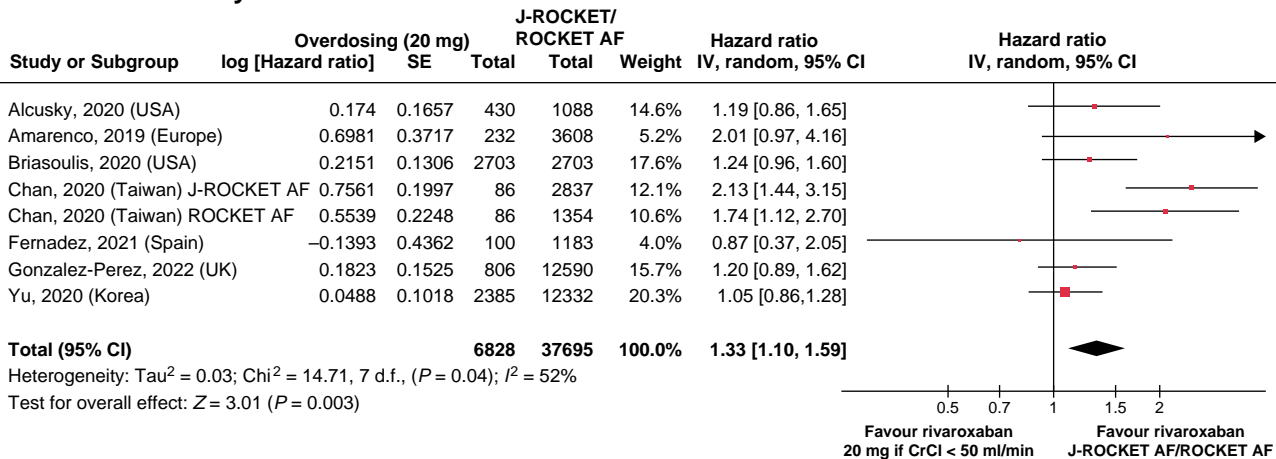 J-ROCKET/
Overdosing (20 mg) ROCKET AF Hazard ratio Hazard ratio
Study or Subgroup log [Hazard ratio] SE Total Total Weight IV, random, 95% CI IV, random, 95% CI
Alcusky, 2020 (USA) 0.174 0.1657 430 1088 14.6% 1.19 [0.86, 1.65]
Amarenco, 2019 (Europe) 0.6981 0.3717 232 3608 5.2% 2.01 [0.97, 4.16]
Briasoulis, 2020 (USA) 0.2151 0.1306 2703 2703 17.6% 1.24 [0.96, 1.60]
Chan, 2020 (Taiwan) J-ROCKET AF 0.7561 0.1997 86 2837 12.1% 2.13 [1.44, 3.15]
Chan, 2020 (Taiwan) ROCKET AF 0.5539 0.2248 86 1354 10.6% 1.74 [1.12, 2.70]
Fernadez, 2021 (Spain) –0.1393 0.4362 100 1183 4.0% 0.87 [0.37, 2.05]
Gonzalez-Perez, 2022 (UK) 0.1823 0.1525 806 12590 15.7% 1.20 [0.89, 1.62]
Yu, 2020 (Korea) 0.0488 0.1018 2385 12332 20.3% 1.05 [0.86,1.28]
Total (95% CI) 6828 37695 100.0% 1.33 [1.10, 1.59]
Heterogeneity: Tau² = 0.03; Chi² = 14.71, 7 d.f., (P = 0.04); I² = 52%
Test for overall effect: Z = 3.01 (P = 0.003)
0.5 0.7 1 1.5 2
Favour rivaroxaban Favour rivaroxaban
20 mg if CrCl < 50 ml/min J-ROCKET AF/ROCKET AF